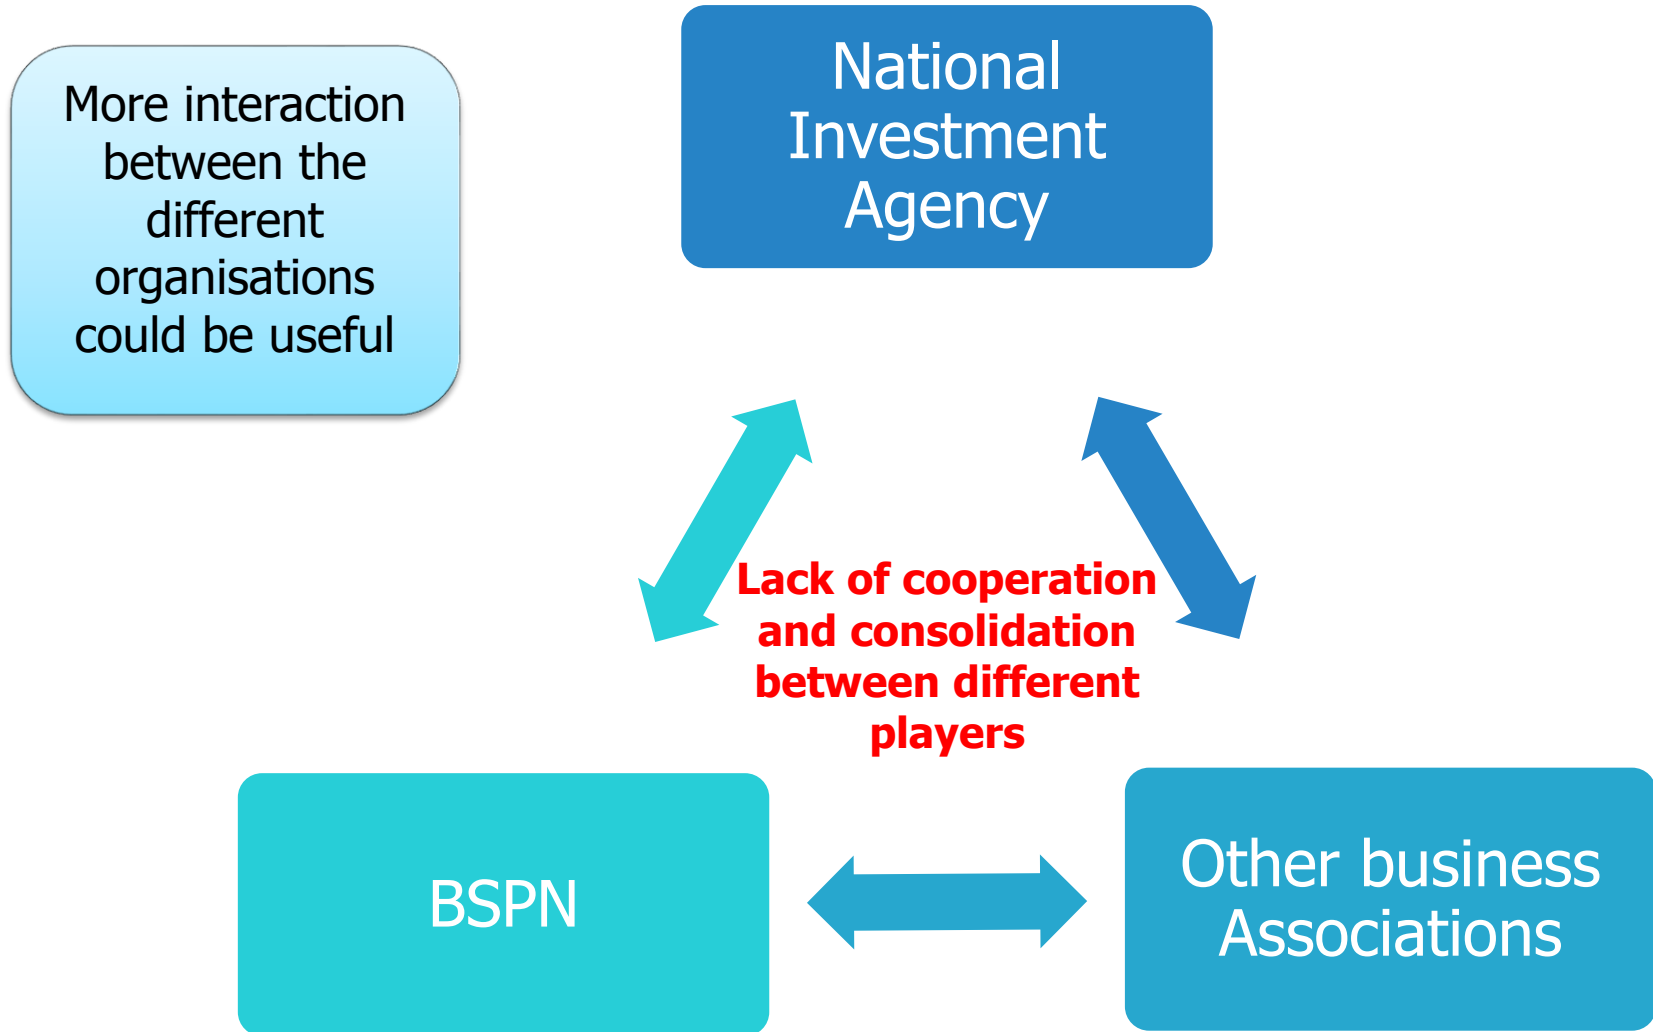 More interaction
between the
different
organisations
could be useful
National
Investment
Agency
Lack of cooperation
and consolidation
between different
players
BSPN
Other business
Associations